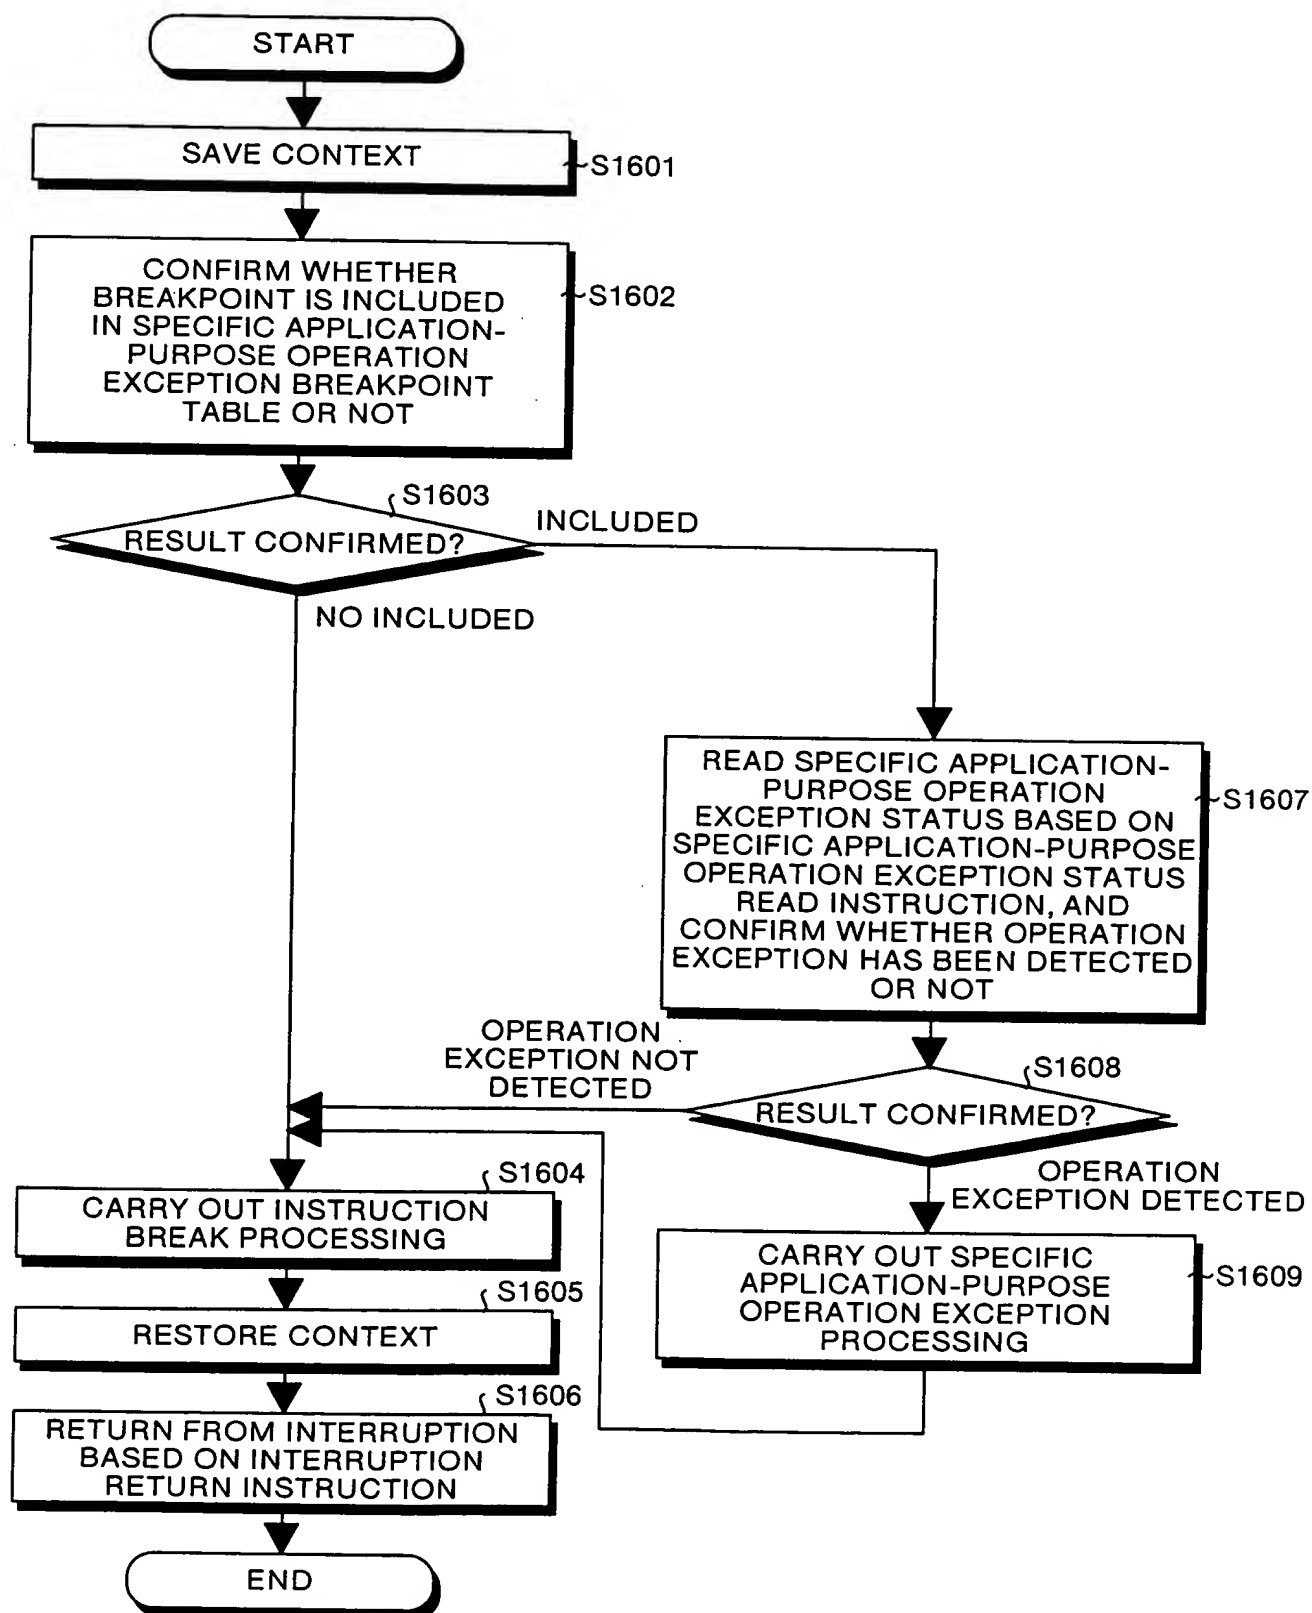 START
SAVE CONTEXT
S1601
CONFIRM WHETHER
BREAKPOINT IS INCLUDED
IN SPECIFIC APPLICATION-
PURPOSE OPERATION
EXCEPTION BREAKPOINT
TABLE OR NOT
S1602
S1603
RESULT CONFIRMED?
INCLUDED
NO INCLUDED
READ SPECIFIC APPLICATION-
PURPOSE OPERATION
EXCEPTION STATUS BASED ON
SPECIFIC APPLICATION-PURPOSE
OPERATION EXCEPTION STATUS
READ INSTRUCTION, AND
CONFIRM WHETHER OPERATION
EXCEPTION HAS BEEN DETECTED
OR NOT
S1607
OPERATION
EXCEPTION NOT
DETECTED
S1608
RESULT CONFIRMED?
OPERATION
EXCEPTION DETECTED
S1604
CARRY OUT INSTRUCTION
BREAK PROCESSING
CARRY OUT SPECIFIC
APPLICATION-PURPOSE
OPERATION EXCEPTION
PROCESSING
S1609
S1605
RESTORE CONTEXT
S1606
RETURN FROM INTERRUPTION
BASED ON INTERRUPTION
RETURN INSTRUCTION
END